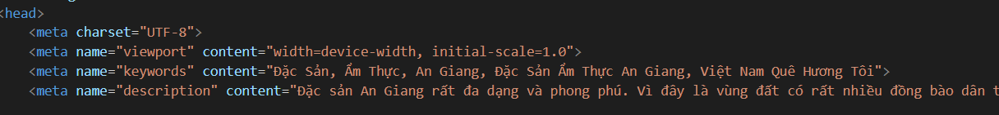 <head>
<meta charset="UTF-8">
<meta name="viewport" content="width=device-width, initial-scale=1.0">
<meta name="keywords" content="Đặc Sản, Ẩm Thực, An Giang, Đặc Sản Ẩm Thực An Giang, Việt Nam Quê Hương Tôi">
<meta name="description" content="Đặc sản An Giang rất đa dạng và phong phú. Vì đây là vùng đất có rất nhiều đồng bào dân